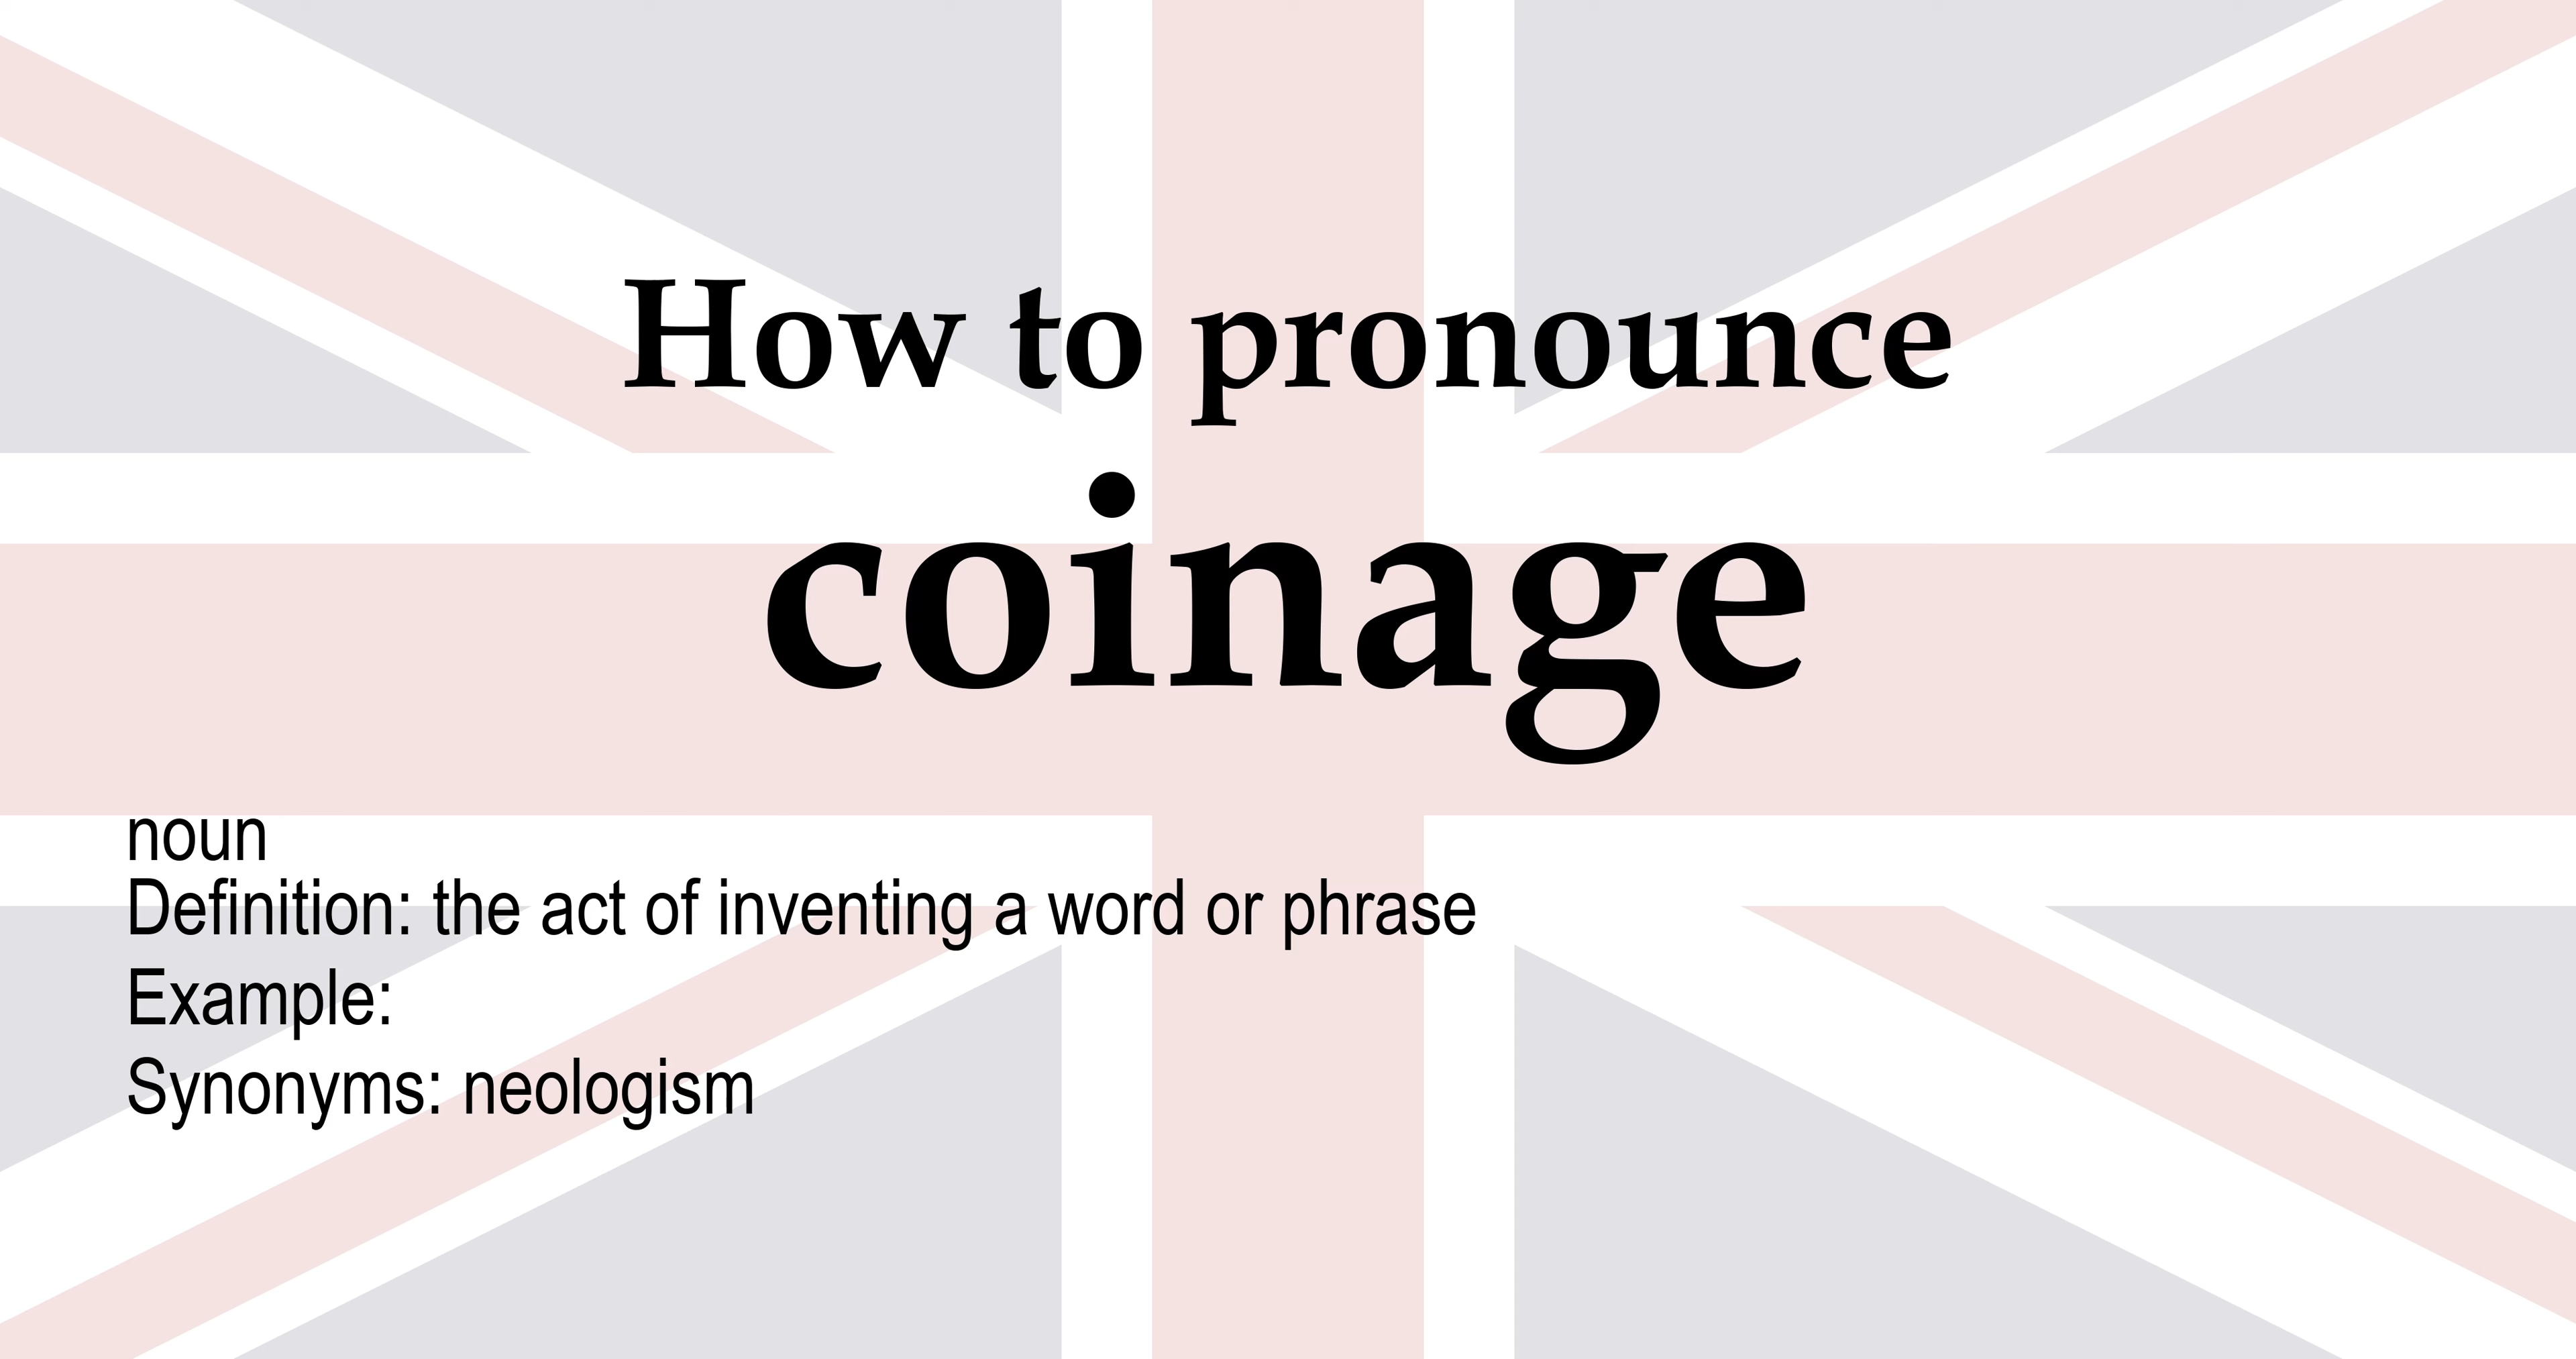 How to pronounce
coinage
noun
Definition: the act of inventing a word or phrase
Example:
Synonyms: neologism